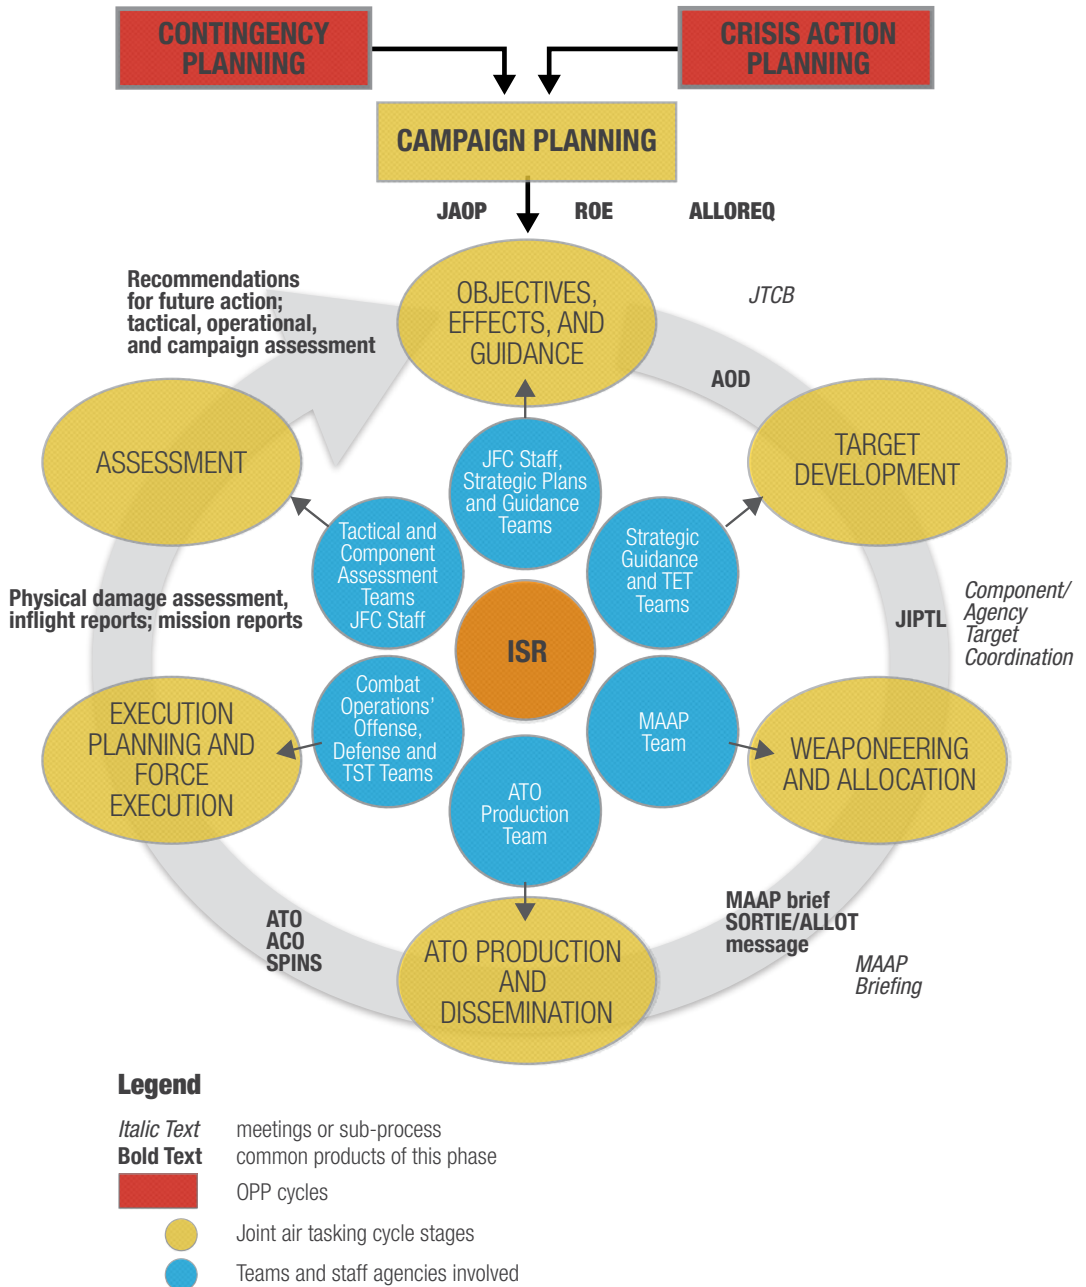 CONTINGENCY
PLANNING
CRISIS ACTION
PLANNING
CAMPAIGN PLANNING
JAOP
ROE
ALLOREQ
Recommendations
for future action;
tactical, operational,
and campaign assessment
OBJECTIVES,
EFFECTS, AND
GUIDANCE
JTCB
AOD
ASSESSMENT
TARGET
DEVELOPMENT
JFC Staff,
Strategic Plans
and Guidance
Teams
Tactical and
Component
Assessment
Teams
JFC Staff
Strategic
Guidance
and TET
Teams
Physical damage assessment,
inflight reports; mission reports
ISR
JIPTL
Component/
Agency
Target
Coordination
EXECUTION
PLANNING AND
FORCE
EXECUTION
Combat
Operations’
Offense,
Defense and
TST Teams
MAAP
Team
WEAPONEERING
AND ALLOCATION
ATO
Production
Team
ATO
ACO
SPINS
ATO PRODUCTION
AND
DISSEMINATION
MAAP brief
SORTIE/ALLOT
message
MAAP
Briefing
Legend
Italic Text meetings or sub-process
Bold Text common products of this phase
OPP cycles
Joint air tasking cycle stages
Teams and staff agencies involved